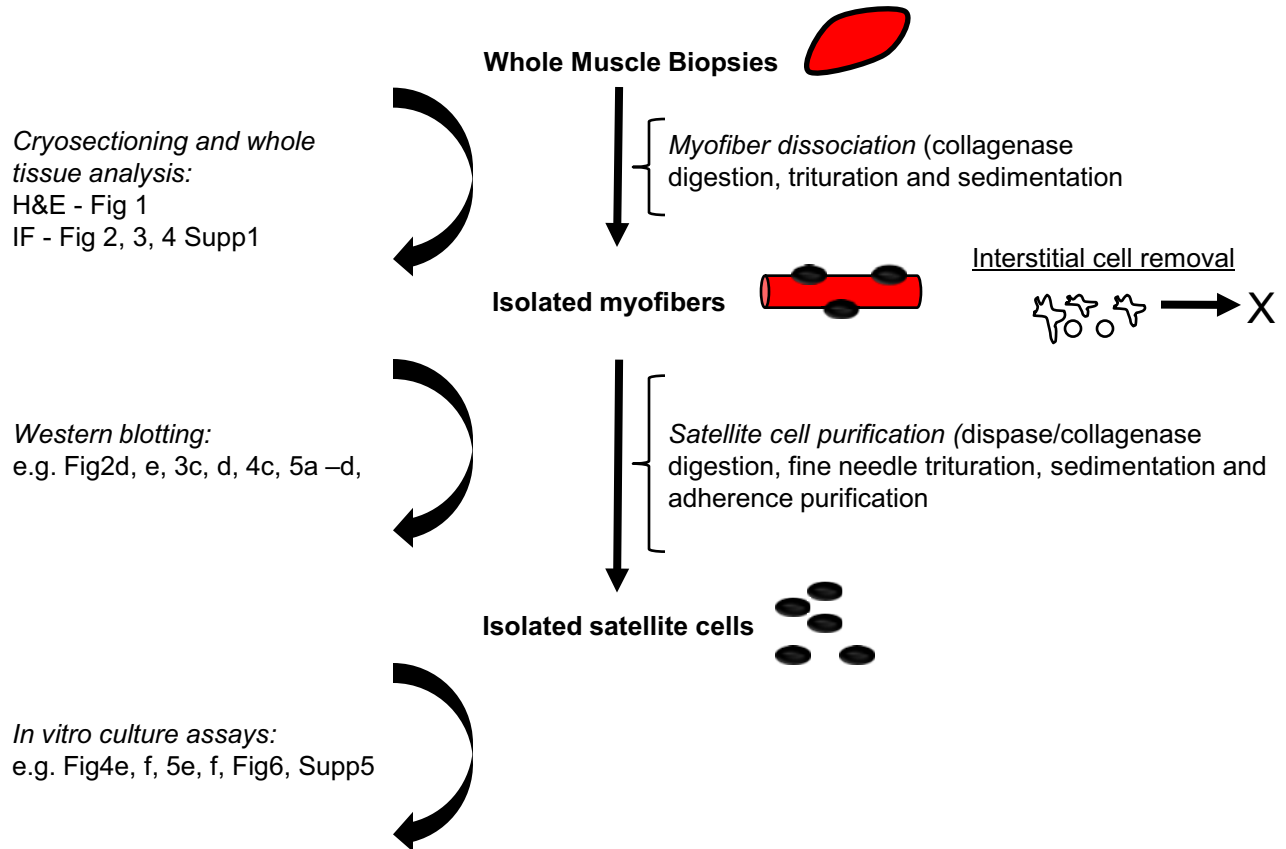 Whole Muscle Biopsies
Cryosectioning and whole
tissue analysis:
H&E - Fig 1
IF - Fig 2, 3, 4 Supp1
Myofiber dissociation (collagenase
digestion, trituration and sedimentation
Interstitial cell removal
X
Isolated myofibers
Western blotting:
e.g. Fig2d, e, 3c, d, 4c, 5a –d,
Satellite cell purification (dispase/collagenase
digestion, fine needle trituration, sedimentation and
adherence purification
Isolated satellite cells
In vitro culture assays:
e.g. Fig4e, f, 5e, f, Fig6, Supp5